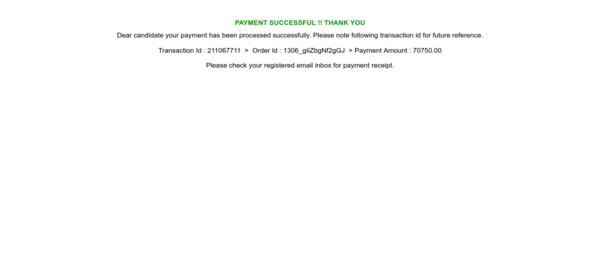 PAYMENT SUCCESSFUL !! THANK YOU
Dear candidate your payment has been processed successfully. Please note following transaction id for future reference.
Transaction Id : 211067711 > Order Id : 1306_gIiZbgNf2gGJ > Payment Amount : 70750.00
Please check your registered email inbox for payment receipt.